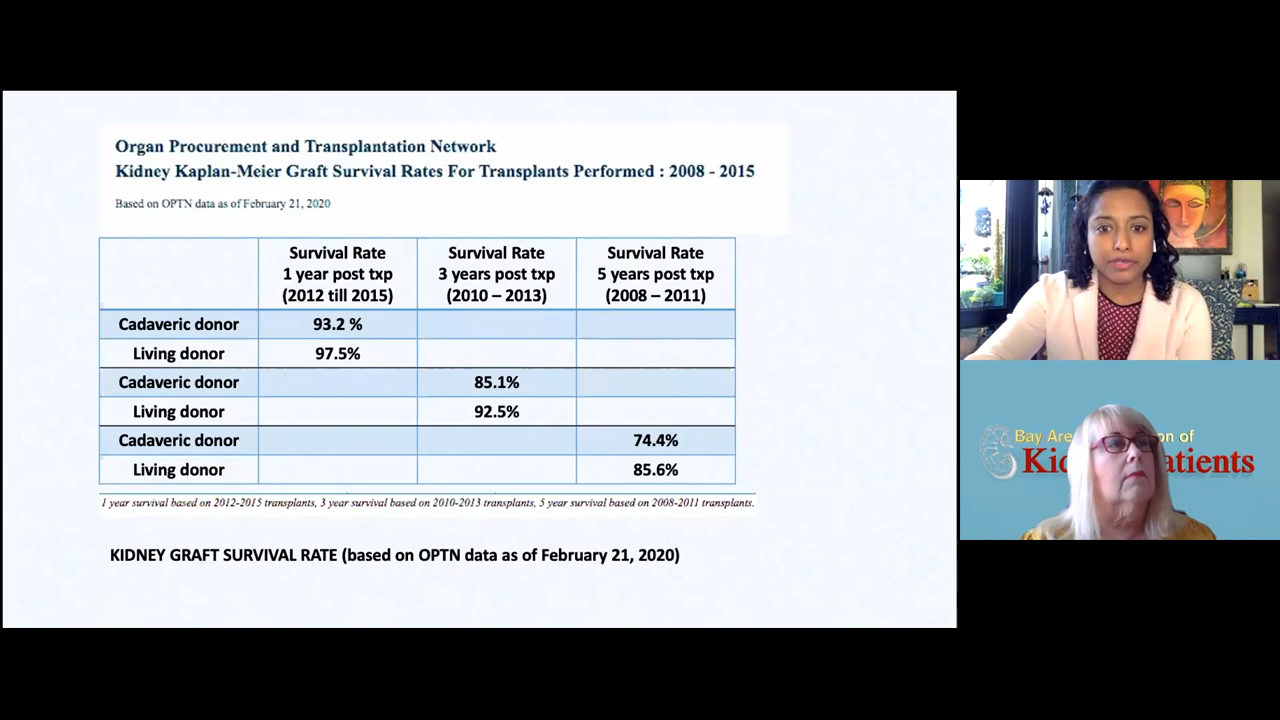 Organ Procurement and Transplantation Network
Kidney Kaplan-Meier Graft Survival Rates For Transplants Performed : 2008 - 2015
Based on OPTN data as of February 21, 2020
Survival Rate 1 year post txp (2012 till 2015)
Survival Rate 3 years post txp (2010 – 2013)
Survival Rate 5 years post txp (2008 – 2011)
Cadaveric donor 93.2 %
Living donor 97.5%
Cadaveric donor 85.1%
Living donor 92.5%
Cadaveric donor 74.4%
Living donor 85.6%
1 year survival based on 2012-2015 transplants, 3 year survival based on 2010-2013 transplants, 5 year survival based on 2008-2011 transplants.
KIDNEY GRAFT SURVIVAL RATE (based on OPTN data as of February 21, 2020)
Bay of